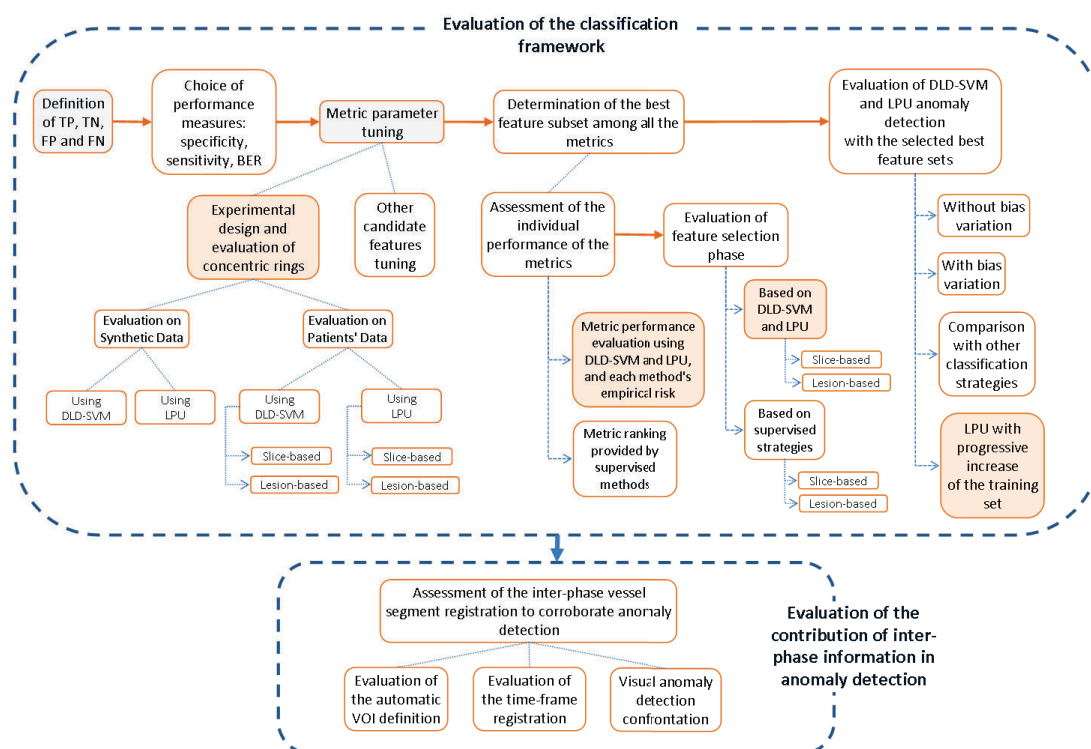 Evaluation of the classification
framework
Definition
of TP, TN,
FP and FN
Choice of
performance
measures:
specificity,
sensitivity, BER
Metric parameter
tuning
Determination of the best
feature subset among all the
metrics
Evaluation of DLD-SVM
and LPU anomaly
detection
with the selected best
feature sets
Experimental
design and
evaluation of
concentric rings
Other
candidate
features
tuning
Assessment of the
individual
performance of the
metrics
Evaluation of
feature selection
phase
Without bias
variation
With bias
variation
Comparison
with other
classification
strategies
LPU with
progressive
increase
of the training
set
Evaluation on
Synthetic Data
Evaluation on
Patients' Data
Using
DLD-SVM
Using
LPU
Using
DLD-SVM
Using
LPU
Slice-based
Lesion-based
Slice-based
Lesion-based
Metric performance
evaluation using
DLD-SVM and LPU,
and each method's
empirical risk
Metric ranking
provided by
supervised
methods
Based on
DLD-SVM
and LPU
Slice-based
Lesion-based
Based on
supervised
strategies
Slice-based
Lesion-based
Assessment of the inter-phase vessel
segment registration to corroborate anomaly
detection
Evaluation of
the automatic
VOI definition
Evaluation of
the time-frame
registration
Visual anomaly
detection
confrontation
Evaluation of the
contribution of inter-
phase information in
anomaly detection